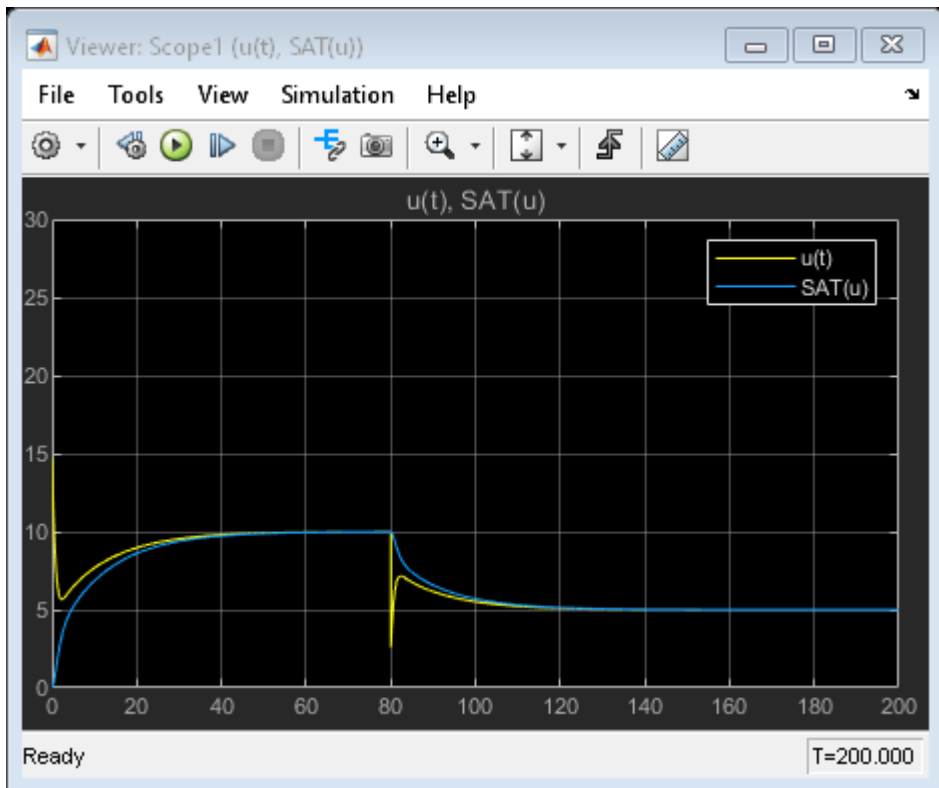 Viewer: Scope1 (u(t), SAT(u))
File Tools View Simulation Help
u(t), SAT(u)
30
25
20
15
10
5
0
u(t)
SAT(u)
0 20 40 60 80 100 120 140 160 180 200
Ready T=200.000